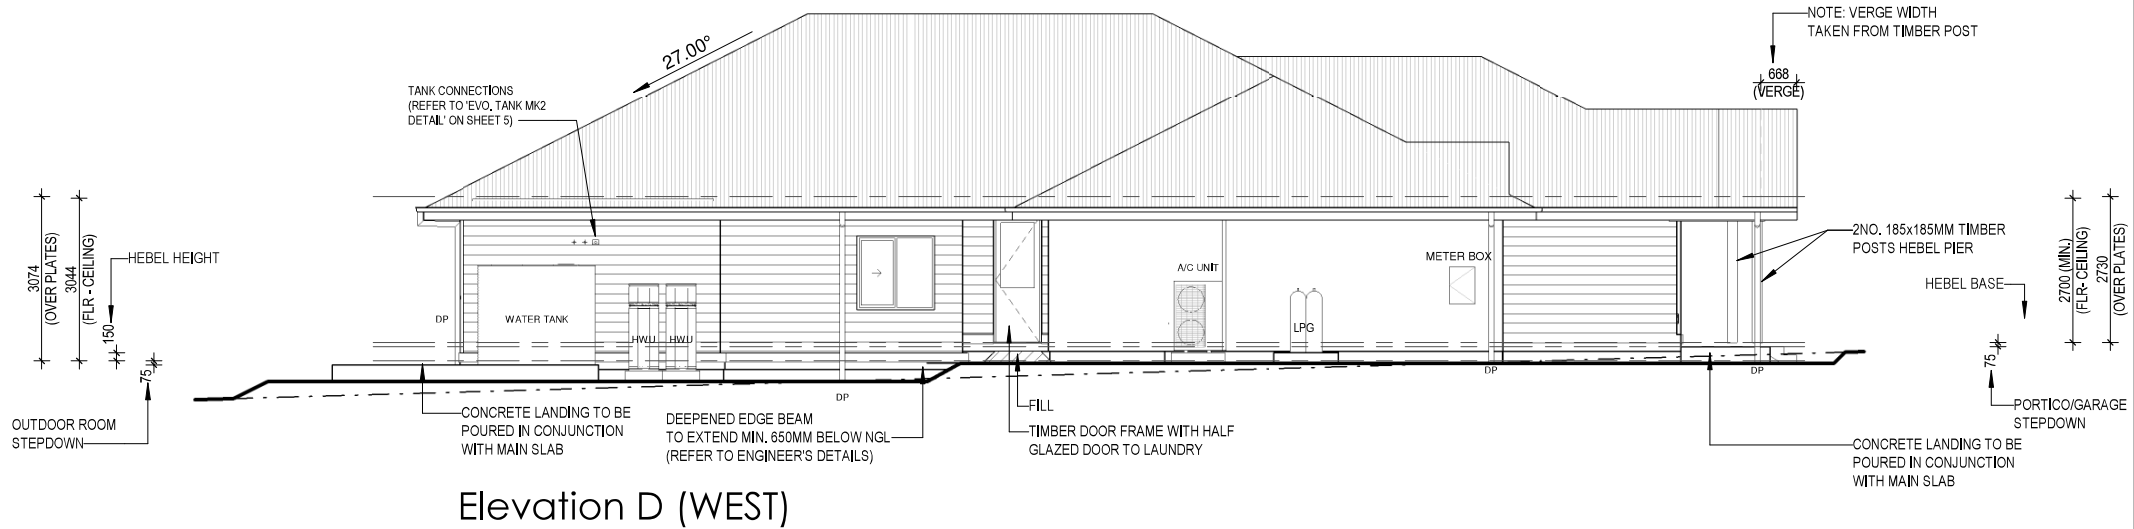 NOTE: VERGE WIDTH
TAKEN FROM TIMBER POST
27.00°
668
(VERGE)
TANK CONNECTIONS
(REFER TO 'EVO. TANK MK2
DETAIL' ON SHEET 5)
3074
(OVER PLATES)
3044
(FLR - CEILING)
HEBEL HEIGHT
150
75
OUTDOOR ROOM
STEPDOWN
DP
WATER TANK
HWU
HWU
DP
A/C UNIT
LPG
METER BOX
DP
DP
2NO. 185x185MM TIMBER
POSTS HEBEL PIER
HEBEL BASE
2700 (MIN.)
(FLR- CEILING)
2730
(OVER PLATES)
75
PORTICO/GARAGE
STEPDOWN
CONCRETE LANDING TO BE
POURED IN CONJUNCTION
WITH MAIN SLAB
DEEPENED EDGE BEAM
TO EXTEND MIN. 650MM BELOW NGL
(REFER TO ENGINEER'S DETAILS)
FILL
TIMBER DOOR FRAME WITH HALF
GLAZED DOOR TO LAUNDRY
CONCRETE LANDING TO BE
POURED IN CONJUNCTION
WITH MAIN SLAB
Elevation D (WEST)